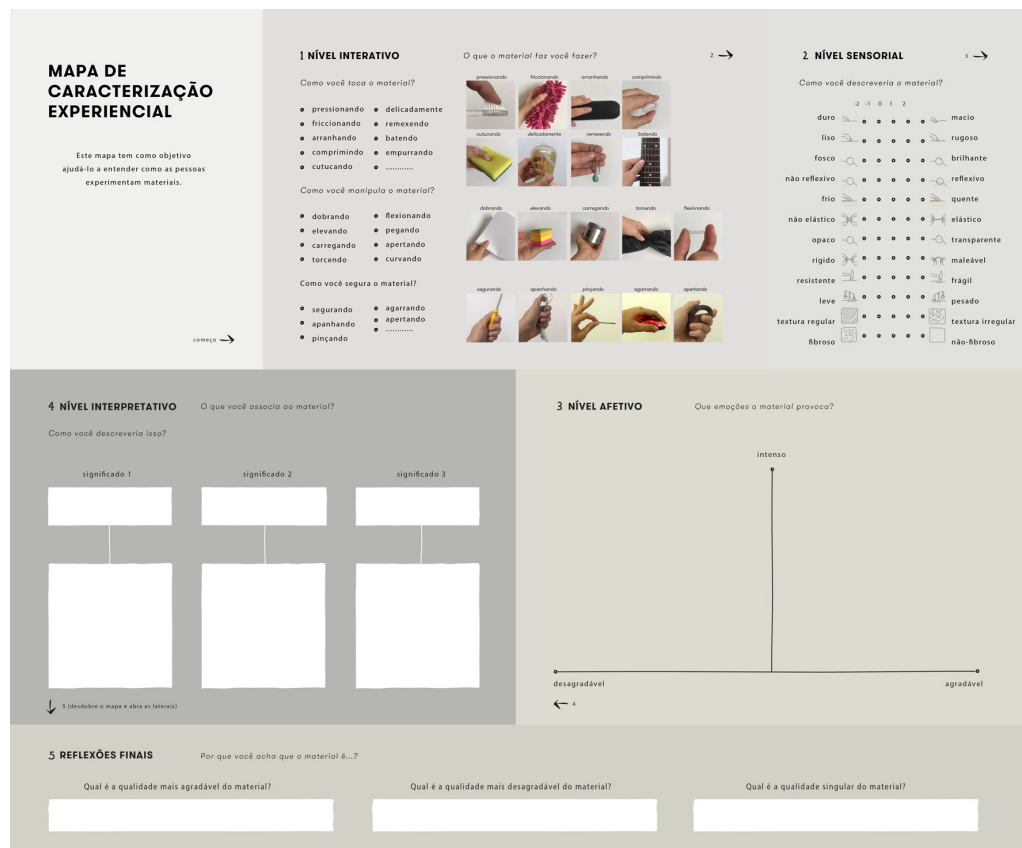 MAPA DE
CARACTERIZAÇÃO
EXPERIENCIAL
Este mapa tem como objetivo
ajudá-lo a entender como as pessoas
experimentam materiais.
começo
1 NÍVEL INTERATIVO
O que o material faz você fazer?
2
Como você toca o material?
pressionando
friccionando
arranhando
comprimindo
cutucando
delicadamente
remexendo
batendo
empurrando
............
pressionando friccionando arranhando comprimindo
cutucando delicadamente remexendo batendo
Como você manipula o material?
dobrando
elevando
carregando
torcendo
flexionando
pegando
apertando
curvando
dobrando elevando carregando torcendo flexionando
Como você segura o material?
segurando
apanhando
pinçando
agarrando
apertando
............
segurando apanhando pinçando agarrando apertando
2 NÍVEL SENSORIAL
3
Como você descreveria o material?
-2 -1 0 1 2
duro macio
liso rugoso
fosco brilhante
não reflexivo reflexivo
frio quente
não elástico elástico
opaco transparente
rígido maleável
resistente frágil
leve pesado
textura regular textura irregular
fibroso não-fibroso
4 NÍVEL INTERPRETATIVO
O que você associa ao material?
Como você descreveria isso?
significado 1
significado 2
significado 3
5 (desdobre o mapa e abra as laterais)
3 NÍVEL AFETIVO
Que emoções o material provoca?
intenso
desagradável
agradável
4
5 REFLEXÕES FINAIS
Por que você acha que o material é...?
Qual é a qualidade mais agradável do material?
Qual é a qualidade mais desagradável do material?
Qual é a qualidade singular do material?